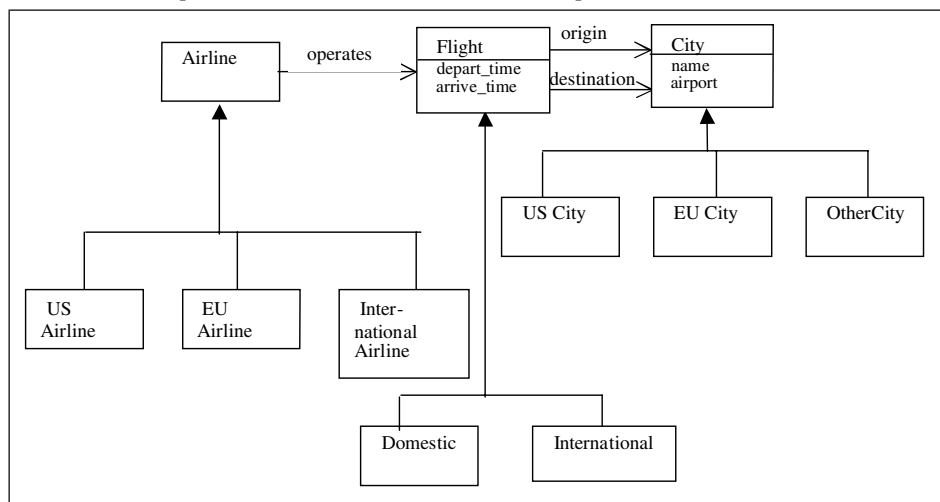 Airline
operates
Flight
depart_time
arrive_time
origin
destination
City
name
airport
US City
EU City
OtherCity
US
Airline
EU
Airline
Inter-
national
Airline
Domestic
International